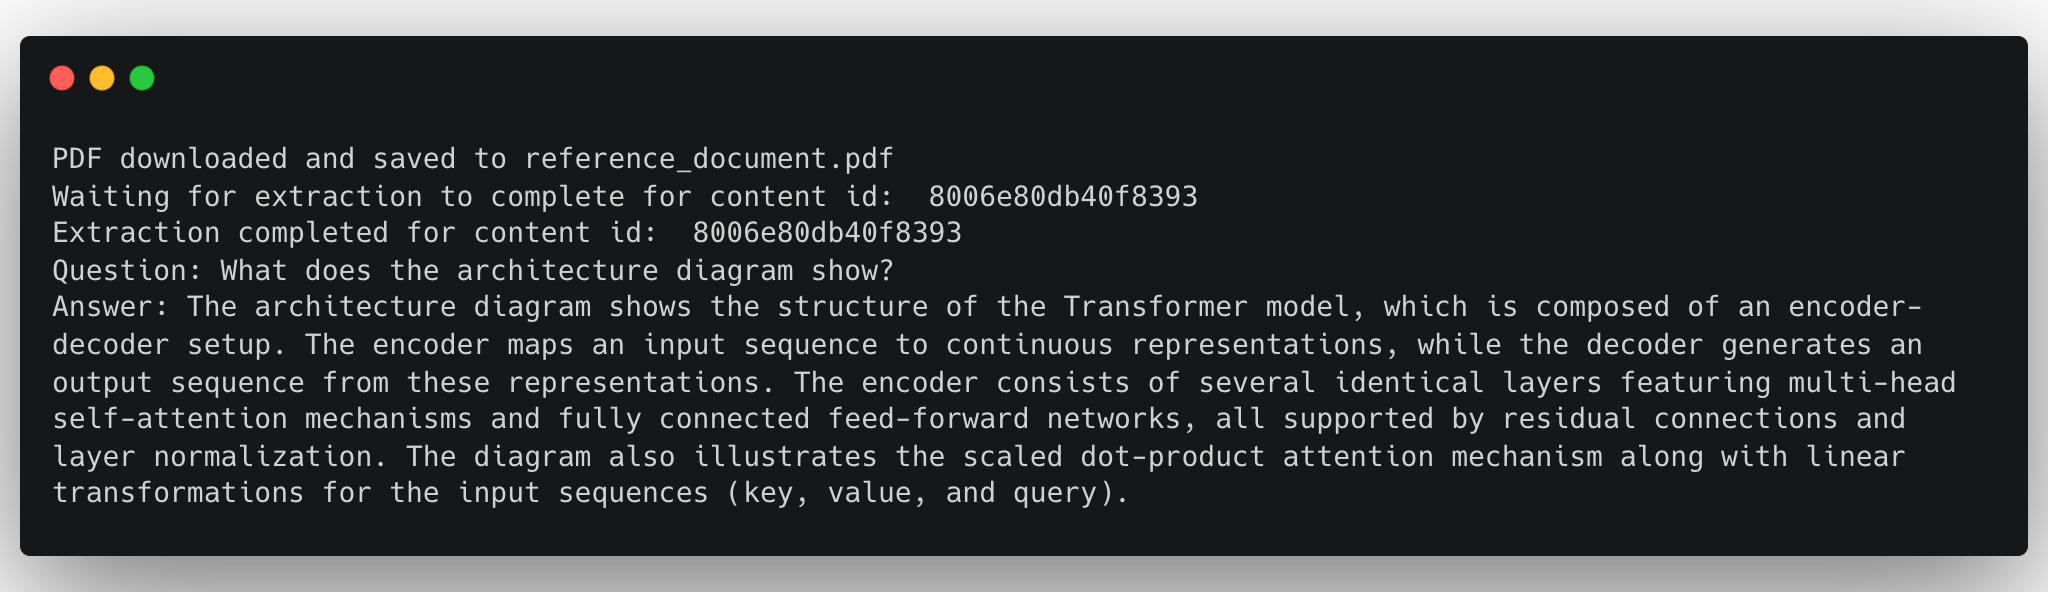 PDF downloaded and saved to reference_document.pdf
Waiting for extraction to complete for content id:  8006e80db40f8393
Extraction completed for content id:  8006e80db40f8393
Question: What does the architecture diagram show?
Answer: The architecture diagram shows the structure of the Transformer model, which is composed of an encoder-
decoder setup. The encoder maps an input sequence to continuous representations, while the decoder generates an
output sequence from these representations. The encoder consists of several identical layers featuring multi-head
self-attention mechanisms and fully connected feed-forward networks, all supported by residual connections and
layer normalization. The diagram also illustrates the scaled dot-product attention mechanism along with linear
transformations for the input sequences (key, value, and query).